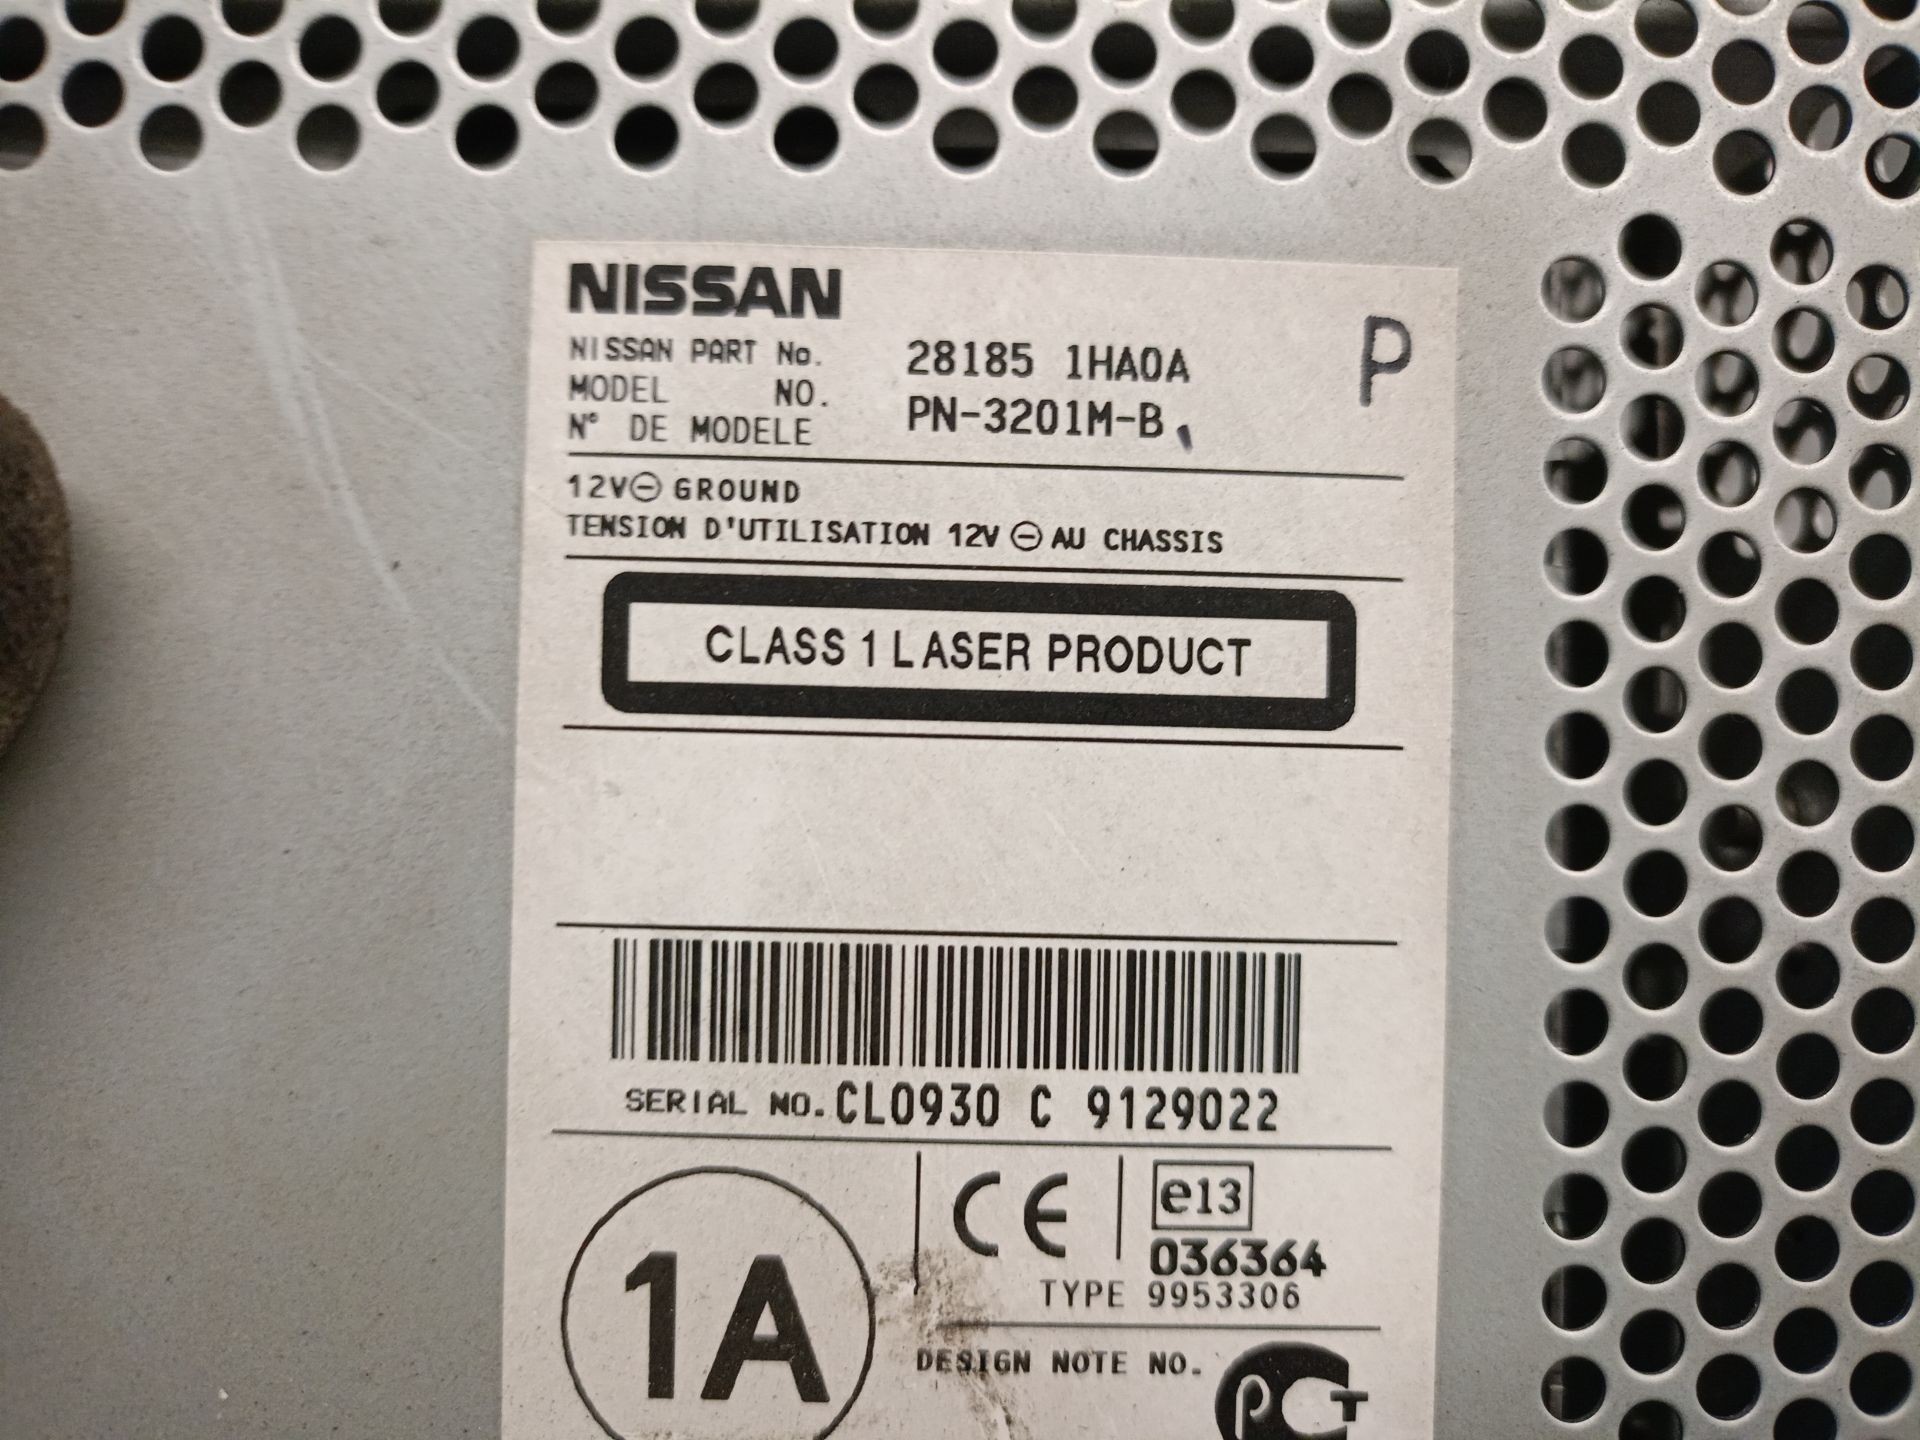 NISSAN
NISSAN PART No. 28185 1HA0A
MODEL NO. PN-3201M-B
N° DE MODELE
P
12V⊖ GROUND
TENSION D'UTILISATION 12V ⊖ AU CHASSIS
CLASS 1 LASER PRODUCT
SERIAL NO. CL0930 C 9129022
1A
CE
e13
036364
TYPE 9953306
DESIGN NOTE NO.
PCT